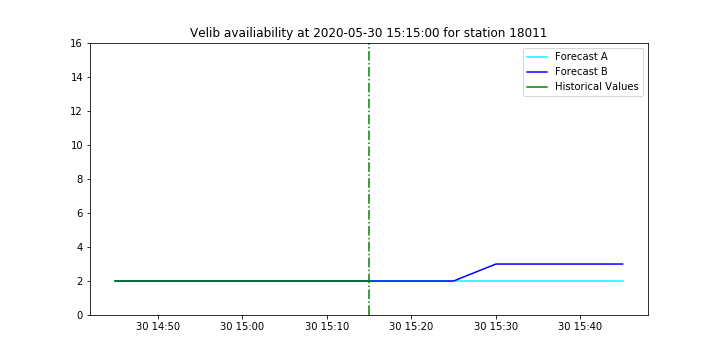 Velib availiability at 2020-05-30 15:15:00 for station 18011
Forecast A
Forecast B
Historical Values
16
14
12
10
8
6
4
2
0
30 14:50 30 15:00 30 15:10 30 15:20 30 15:30 30 15:40